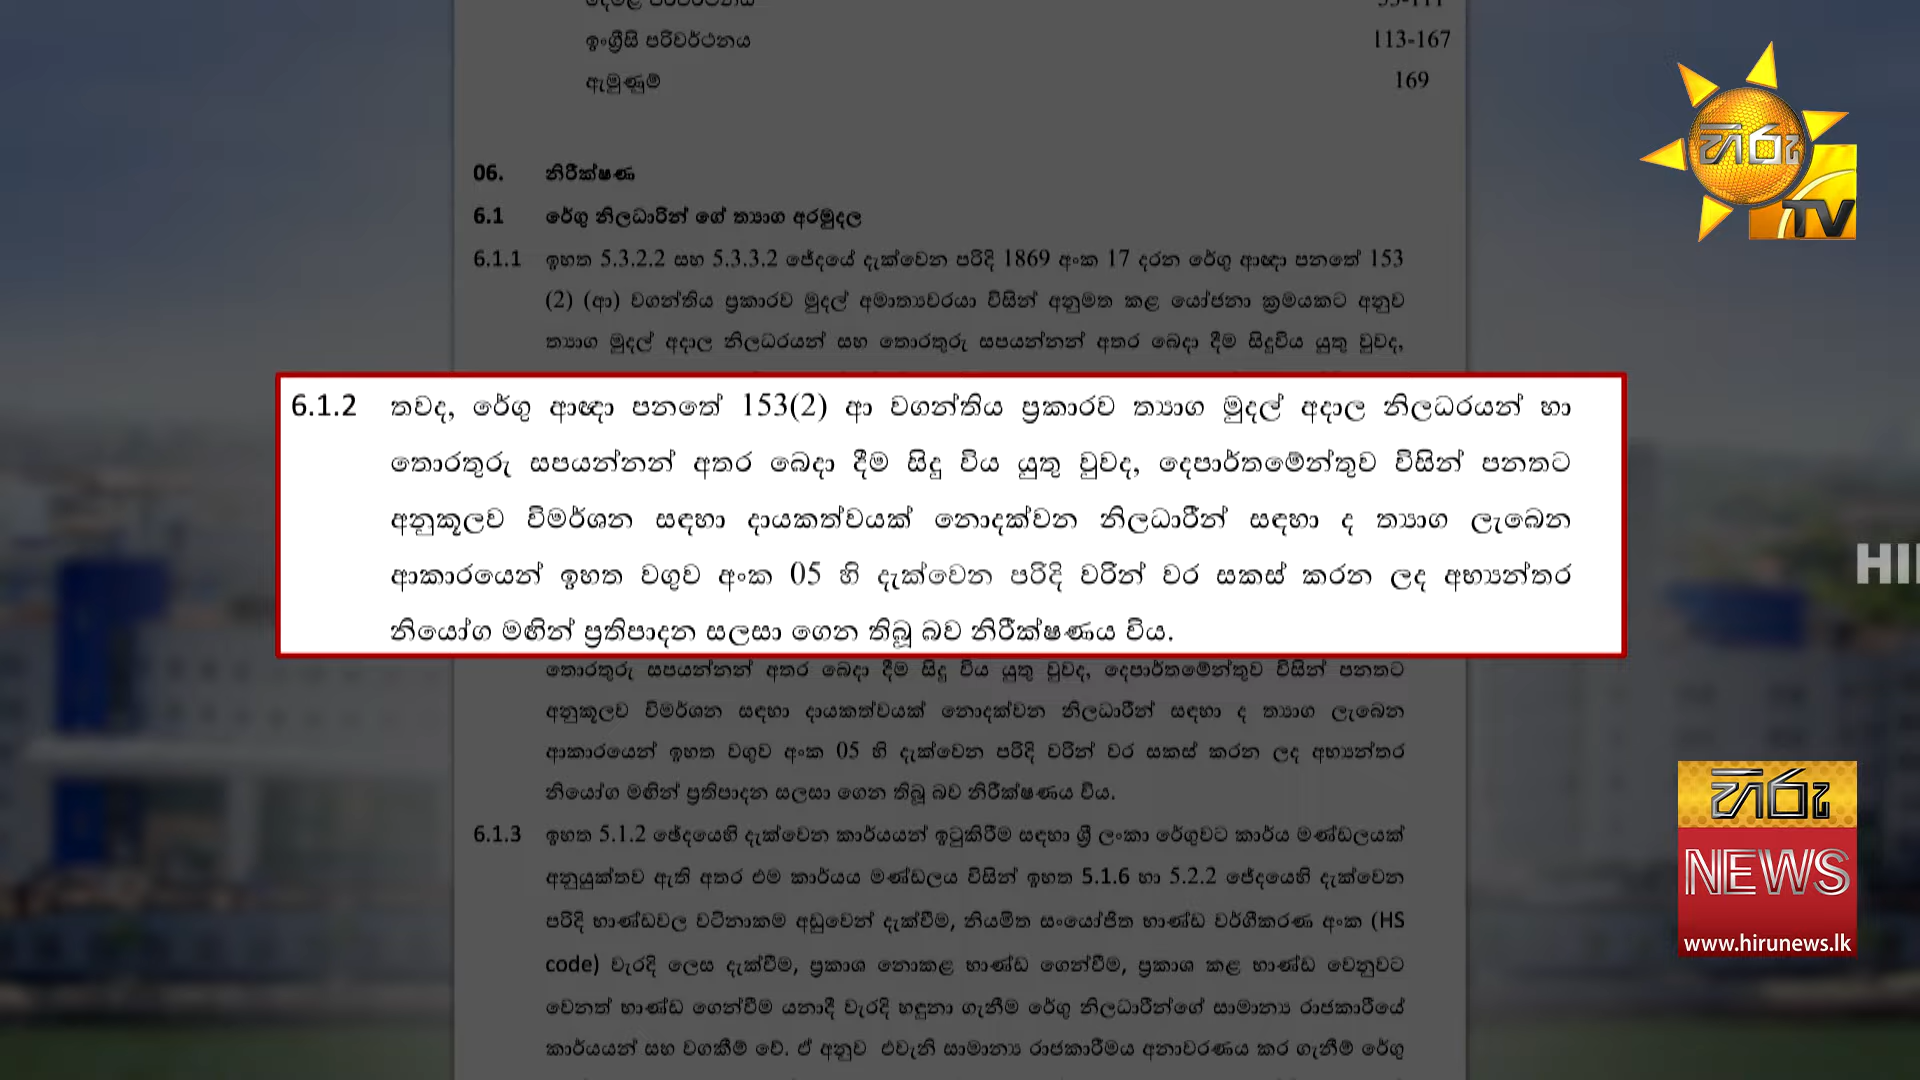 ඉංග්‍රීසි පරිවර්ථනය 113-167
ඇමුණුම් 169
06. නිරීක්ෂණ
6.1 රේගු නිලධාරින් ගේ ත්‍යාග අරමුදල
6.1.1 ඉහත 5.3.2.2 සහ 5.3.3.2 ඡේදයේ දැක්වෙන පරිදි 1869 අංක 17 දරන රේගු ආඥා පනතේ 153
(2) (ආ) වගන්තිය ප්‍රකාරව මුදල් අමාත්‍යවරයා විසින් අනුමත කළ යෝජනා ක්‍රමයකට අනුව
ත්‍යාග මුදල් අදාල නිලධරයන් සහ තොරතුරු සපයන්නන් අතර බෙදා දීම සිදුවිය යුතු වුවද,
6.1.2 තවද, රේගු ආඥා පනතේ 153(2) ආ වගන්තිය ප්‍රකාරව ත්‍යාග මුදල් අදාල නිලධරයන් හා
තොරතුරු සපයන්නන් අතර බෙදා දීම සිදු විය යුතු වුවද, දෙපාර්තමේන්තුව විසින් පනතට
අනුකූලව විමර්ශන සඳහා දායකත්වයක් නොදක්වන නිලධාරීන් සඳහා ද ත්‍යාග ලැබෙන
ආකාරයෙන් ඉහත වගුව අංක 05 හි දැක්වෙන පරිදි වරින් වර සකස් කරන ලද අභ්‍යන්තර
නියෝග මඟින් ප්‍රතිපාදන සලසා ගෙන තිබූ බව නිරීක්ෂණය විය.
තොරතුරු සපයන්නන් අතර බෙදා දීම සිදු විය යුතු වුවද, දෙපාර්තමේන්තුව විසින් පනතට
අනුකූලව විමර්ශන සඳහා දායකත්වයක් නොදක්වන නිලධාරීන් සඳහා ද ත්‍යාග ලැබෙන
ආකාරයෙන් ඉහත වගුව අංක 05 හි දැක්වෙන පරිදි වරින් වර සකස් කරන ලද අභ්‍යන්තර
නියෝග මඟින් ප්‍රතිපාදන සලසා ගෙන තිබූ බව නිරීක්ෂණය විය.
6.1.3 ඉහත 5.1.2 ඡේදයෙහි දැක්වෙන කාර්යයන් ඉටුකිරීම සඳහා ශ්‍රී ලංකා රේගුවට කාර්ය මණ්ඩලයක්
අනුයුක්තව ඇති අතර එම කාර්යය මණ්ඩලය විසින් ඉහත 5.1.6 හා 5.2.2 ඡේදයෙහි දැක්වෙන
පරිදි භාණ්ඩවල වටිනාකම අඩුවෙන් දැක්වීම, නියමිත සංයෝජිත භාණ්ඩ වර්ගීකරණ අංක (HS
code) වැරදි ලෙස දැක්වීම, ප්‍රකාශ නොකළ භාණ්ඩ ගෙන්වීම, ප්‍රකාශ කළ භාණ්ඩ වෙනුවට
වෙනත් භාණ්ඩ ගෙන්වීම යනාදී වැරදි හඳුනා ගැනීම රේගු නිලධාරීන්ගේ සාමාන්‍ය රාජකාරියේ
කාර්යයන් සහ වගකීම් වේ. ඒ අනුව එවැනි සාමාන්‍ය රාජකාරීමය අනාවරණය කර ගැනීම් රේගු
හිරු
TV
HI
හිරු
NEWS
www.hirunews.lk